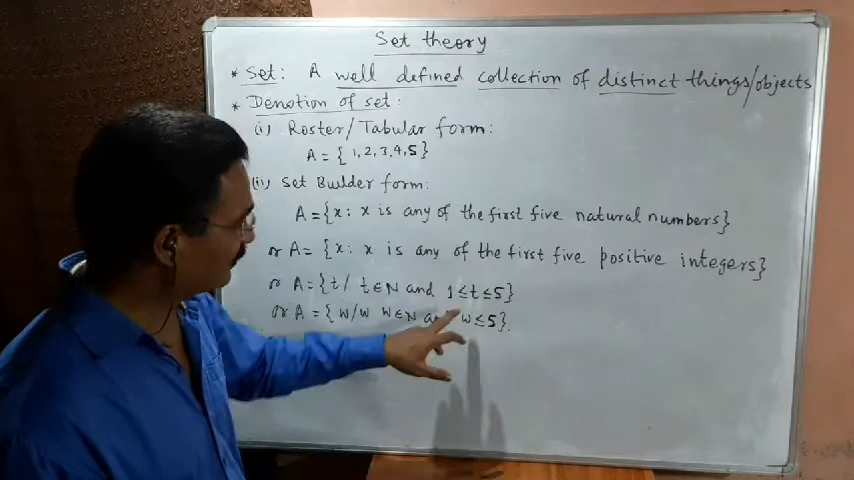 Set theory
* Set: A well defined collection of distinct things/objects
* Denotion of set:
(i) Roster/Tabular form:
A = {1,2,3,4,5}
(ii) Set Builder form:
A = {x: x is any of the first five natural numbers}
or A = {x: x is any of the first five positive integers}
or A = {t/ t∈N and 1≤t≤5}
or A = {w/w w∈N w≤5}.